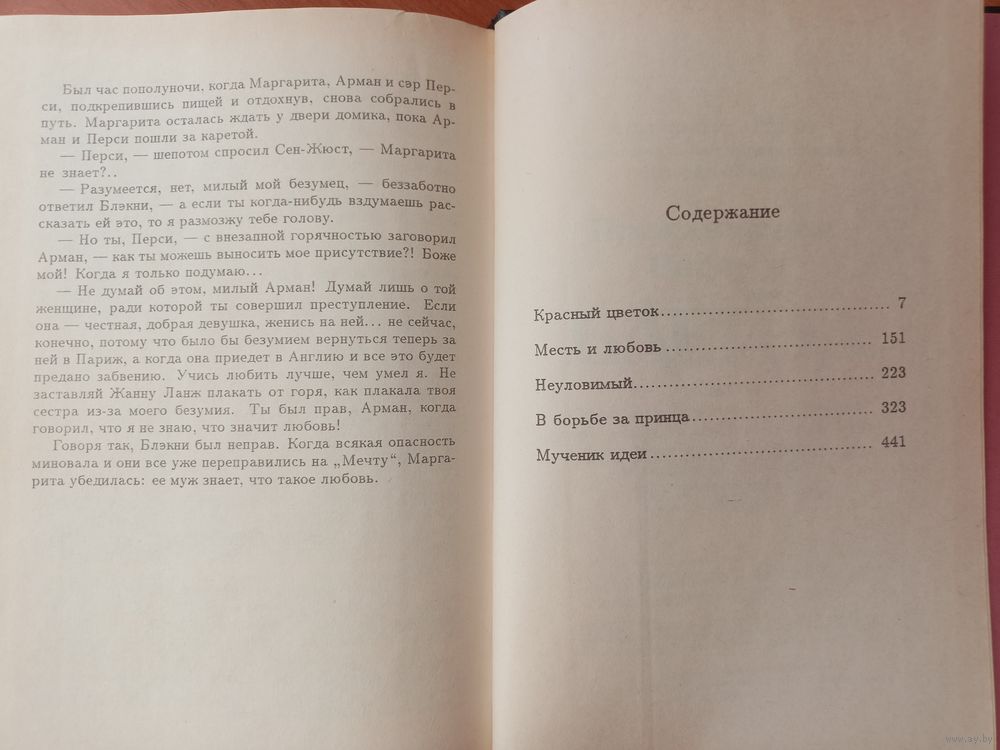 Был час пополуночи, когда Маргарита, Арман и сэр Пер-
си, подкрепившись пищей и отдохнув, снова собрались в
путь. Маргарита осталась ждать у двери домика, пока Ар-
ман и Перси пошли за каретой.
— Перси, — шепотом спросил Сен-Жюст, — Маргарита
не знает?..
— Разумеется, нет, милый мой безумец, — беззаботно
ответил Блэкни, — а если ты когда-нибудь вздумаешь рас-
сказать ей это, то я размозжу тебе голову.
— Но ты, Перси, — с внезапной горячностью заговорил
Арман, — как ты можешь выносить мое присутствие?! Боже
мой! Когда я только подумаю...
— Не думай об этом, милый Арман! Думай лишь о той
женщине, ради которой ты совершил преступление. Если
она — честная, добрая девушка, женись на ней... не сейчас,
конечно, потому что было бы безумием вернуться теперь за
ней в Париж, а когда она приедет в Англию и все это будет
предано забвению. Учись любить лучше, чем умел я. Не
заставляй Жанну Ланж плакать от горя, как плакала твоя
сестра из-за моего безумия. Ты был прав, Арман, когда
говорил, что я не знаю, что значит любовь!
Говоря так, Блэкни был неправ. Когда всякая опасность
миновала и они все уже переправились на „Мечту“, Марга-
рита убедилась: ее муж знает, что такое любовь.
Содержание
Красный цветок........................................ 7
Месть и любовь .................................... 151
Неуловимый........................................ 223
В борьбе за принца................................ 323
Мученик идеи ...................................... 441
www.ay.by